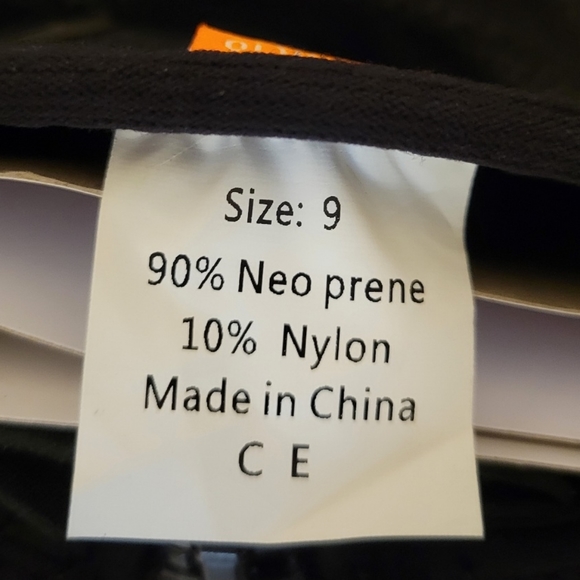 Size: 9
90% Neo prene
10% Nylon
Made in China
C E